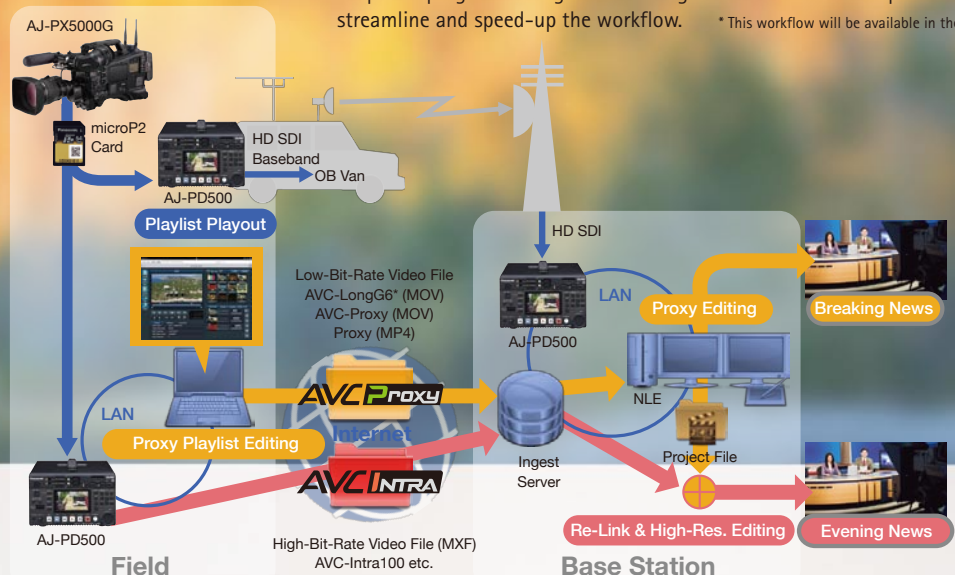 streamline and speed-up the workflow.
* This workflow will be available in the
AJ-PX5000G
microP2
Card
HD SDI
Baseband
OB Van
AJ-PD500
Playlist Playout
HD SDI
Low-Bit-Rate Video File
AVC-LongG6* (MOV)
AVC-Proxy (MOV)
Proxy (MP4)
LAN
Proxy Editing
Breaking News
AJ-PD500
NLE
AVC Proxy
LAN
Proxy Playlist Editing
Internet
AVC INTRA
Ingest
Server
Project File
AJ-PD500
Re-Link & High-Res. Editing
Evening News
High-Bit-Rate Video File (MXF)
AVC-Intra100 etc.
Field
Base Station